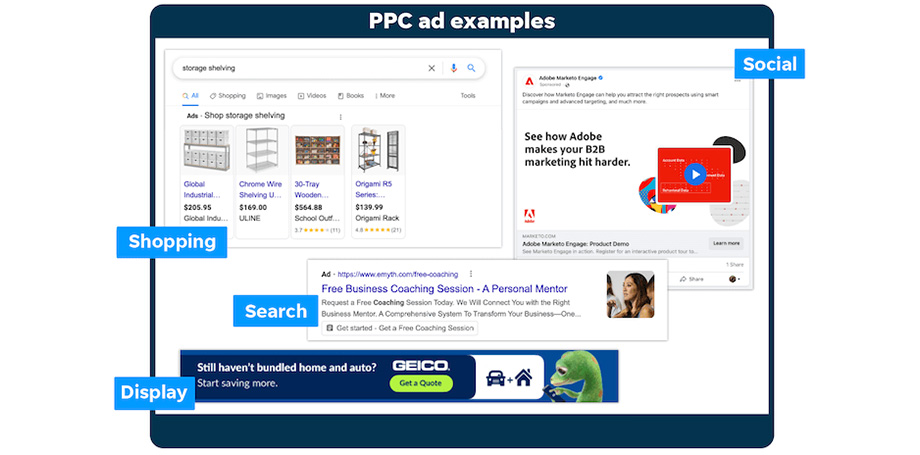 PPC ad examples
storage shelving
All Shopping Images Videos Books More Tools
Ads · Shop storage shelving
Global
Industrial...
$205.95
Global Indu...
Chrome Wire
Shelving U...
$169.00
ULINE
30-Tray
Wooden...
$564.88
School Outf...
3.7 (11)
Origami R5
Series:...
$139.99
Origami Rack
4.8 (21)
Shopping
Social
Adobe Marketo Engage
Sponsored ·
Discover how Marketo Engage can help you attract the right prospects using smart
campaigns and advanced targeting, and much more.
See how Adobe
makes your B2B
marketing hit harder.
Account Data
Adobe
MARKETO.COM
Adobe Marketo Engage: Product Demo
See Marketo Engage in action. Register for an interactive product tour to...
Learn more
1 Share
Share
Search
Ad · https://www.emyth.com/free-coaching
Free Business Coaching Session - A Personal Mentor
Request a Free Coaching Session Today. We Will Connect You with the Right
Business Mentor. A Comprehensive System To Transform Your Business—One...
Get started - Get a Free Coaching Session
Display
Still haven't bundled home and auto?
Start saving more.
GEICO.
Get a Quote
+